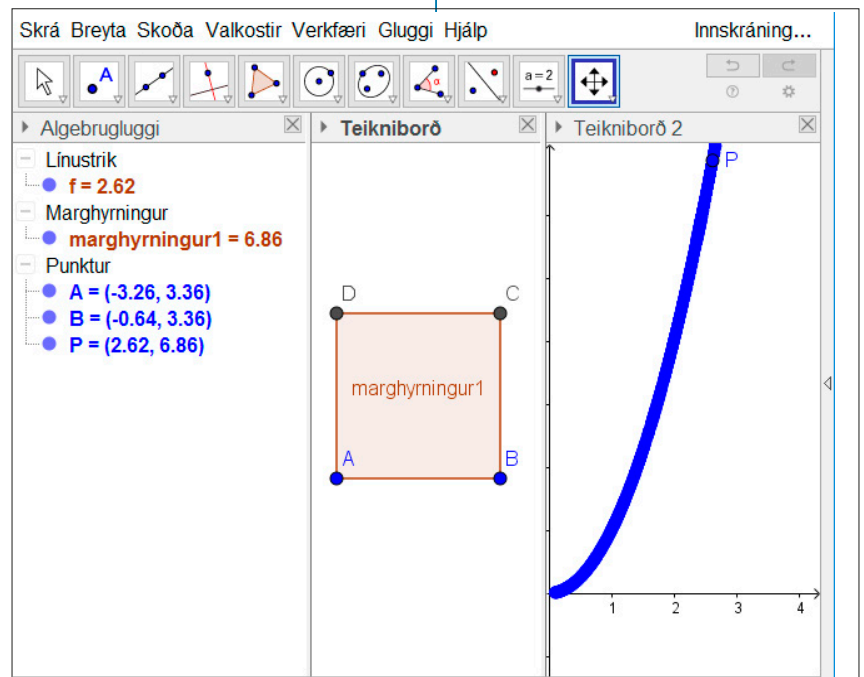 Skrá Breyta Skoða Valkostir Verkfæri Gluggi Hjálp Innskráning...
A α a=2
Algebrugluggi
Línustrik
f = 2.62
Marghyrningur
marghyrningur1 = 6.86
Punktur
A = (-3.26, 3.36)
B = (-0.64, 3.36)
P = (2.62, 6.86)
Teikniborð
D C
marghyrningur1
A B
Teikniborð 2
P
1 2 3 4